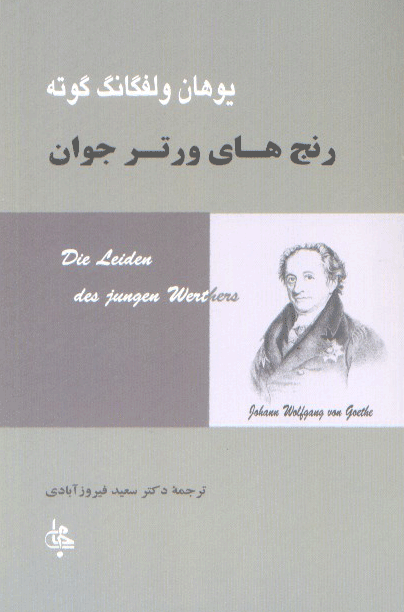 یوهان ولفگانگ گوته
رنج های ورتر جوان
Die Leiden
des jungen Werthers
Johann Wolfgang von Goethe
ترجمهٔ دکتر سعید فیروزآبادی
جامی